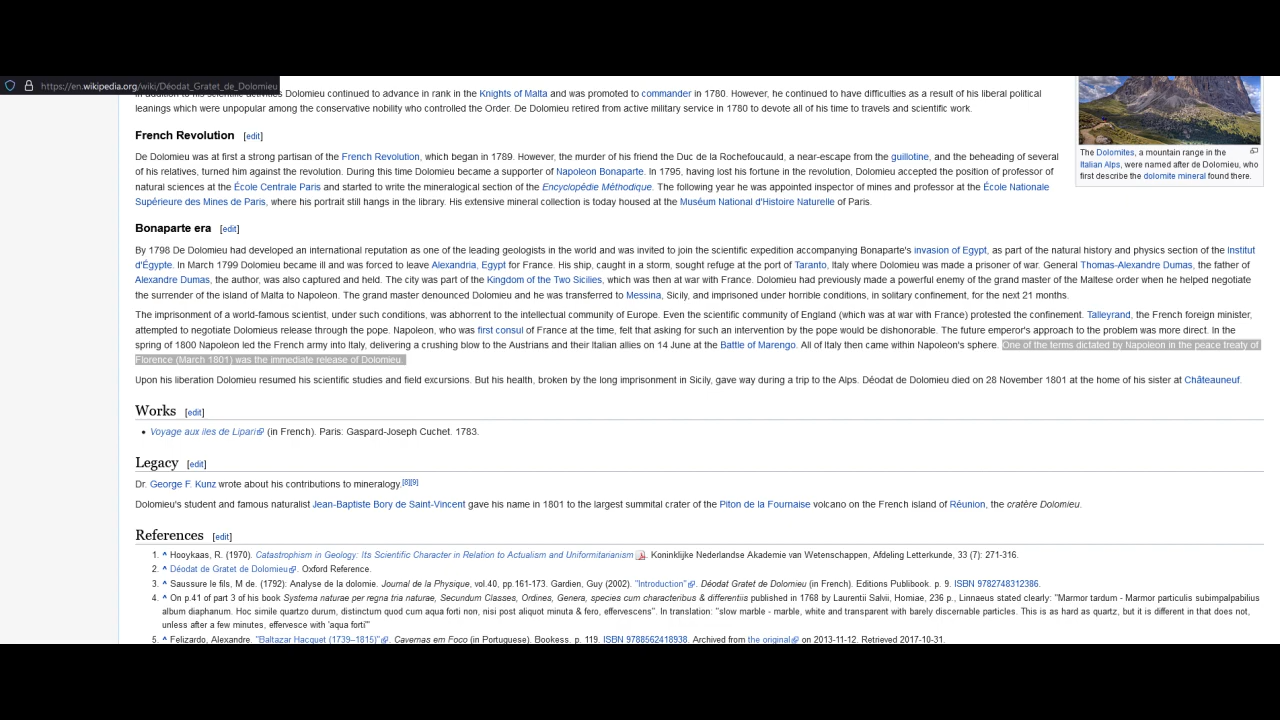 https://en.wikipedia.org/wiki/Déodat_Gratet_de_Dolomieu
In addition to his scientific activities Dolomieu continued to advance in rank in the Knights of Malta and was promoted to commander in 1780. However, he continued to have difficulties as a result of his liberal political
leanings which were unpopular among the conservative nobility who controlled the Order. De Dolomieu retired from active military service in 1780 to devote all of his time to travels and scientific work.
The Dolomites, a mountain range in the
Italian Alps, were named after de Dolomieu, who
first describe the dolomite mineral found there.
French Revolution [edit]
De Dolomieu was at first a strong partisan of the French Revolution, which began in 1789. However, the murder of his friend the Duc de la Rochefoucauld, a near-escape from the guillotine, and the beheading of several
of his relatives, turned him against the revolution. During this time Dolomieu became a supporter of Napoleon Bonaparte. In 1795, having lost his fortune in the revolution, Dolomieu accepted the position of professor of
natural sciences at the École Centrale Paris and started to write the mineralogical section of the Encyclopédie Méthodique. The following year he was appointed inspector of mines and professor at the École Nationale
Supérieure des Mines de Paris, where his portrait still hangs in the library. His extensive mineral collection is today housed at the Muséum National d'Histoire Naturelle of Paris.
Bonaparte era [edit]
By 1798 De Dolomieu had developed an international reputation as one of the leading geologists in the world and was invited to join the scientific expedition accompanying Bonaparte's invasion of Egypt, as part of the natural history and physics section of the Institut
d'Égypte. In March 1799 Dolomieu became ill and was forced to leave Alexandria, Egypt for France. His ship, caught in a storm, sought refuge at the port of Taranto, Italy where Dolomieu was made a prisoner of war. General Thomas-Alexandre Dumas, the father of
Alexandre Dumas, the author, was also captured and held. The city was part of the Kingdom of the Two Sicilies, which was then at war with France. Dolomieu had previously made a powerful enemy of the grand master of the Maltese order when he helped negotiate
the surrender of the island of Malta to Napoleon. The grand master denounced Dolomieu and he was transferred to Messina, Sicily, and imprisoned under horrible conditions, in solitary confinement, for the next 21 months.
The imprisonment of a world-famous scientist, under such conditions, was abhorrent to the intellectual community of Europe. Even the scientific community of England (which was at war with France) protested the confinement. Talleyrand, the French foreign minister,
attempted to negotiate Dolomieus release through the pope. Napoleon, who was first consul of France at the time, felt that asking for such an intervention by the pope would be dishonorable. The future emperor's approach to the problem was more direct. In the
spring of 1800 Napoleon led the French army into Italy, delivering a crushing blow to the Austrians and their Italian allies on 14 June at the Battle of Marengo. All of Italy then came within Napoleon's sphere. One of the terms dictated by Napoleon in the peace treaty of
Florence (March 1801) was the immediate release of Dolomieu.
Upon his liberation Dolomieu resumed his scientific studies and field excursions. But his health, broken by the long imprisonment in Sicily, gave way during a trip to the Alps. Déodat de Dolomieu died on 28 November 1801 at the home of his sister at Châteauneuf.
Works [edit]
• Voyage aux iles de Lipari (in French). Paris: Gaspard-Joseph Cuchet. 1783.
Legacy [edit]
Dr. George F. Kunz wrote about his contributions to mineralogy.[8][9]
Dolomieu's student and famous naturalist Jean-Baptiste Bory de Saint-Vincent gave his name in 1801 to the largest summital crater of the Piton de la Fournaise volcano on the French island of Réunion, the cratére Dolomieu.
References [edit]
1. ^ Hooykaas, R. (1970). Catastrophism in Geology: Its Scientific Character in Relation to Actualism and Uniformitarianism. Koninklijke Nederlandse Akademie van Wetenschappen, Afdeling Letterkunde, 33 (7): 271-316.
2. ^ Déodat de Gratet de Dolomieu. Oxford Reference.
3. ^ Saussure le fils, M de. (1792): Analyse de la dolomie. Journal de la Physique, vol.40, pp.161-173. Gardien, Guy (2002). "Introduction". Déodat Gratet de Dolomieu (in French). Editions Publibook. p. 9. ISBN 9782748312386.
4. ^ On p.41 of part 3 of his book Systema naturae per regna tria naturae, Secundum Classes, Ordines, Genera, species cum characteribus & differentiis published in 1768 by Laurentii Salvii, Homiae, 236 p., Linnaeus stated clearly: "Marmor tardum - Marmor particulis subimpalpabilius
album diaphanum. Hoc simile quartzo durum, distinctum quod cum aqua forti non, nisi post aliquot minuta & fero, effervescens". In translation: "slow marble - marble, white and transparent with barely discernable particles. This is as hard as quartz, but it is different in that does not,
unless after a few minutes, effervesce with 'aqua forti'"
5. ^ Felizardo, Alexandre. "Baltazar Hacquet (1739–1815)". Cavernas em Foco (in Portuguese). Bookess. p. 119. ISBN 9788562418938. Archived from the original on 2013-11-12. Retrieved 2017-10-31.